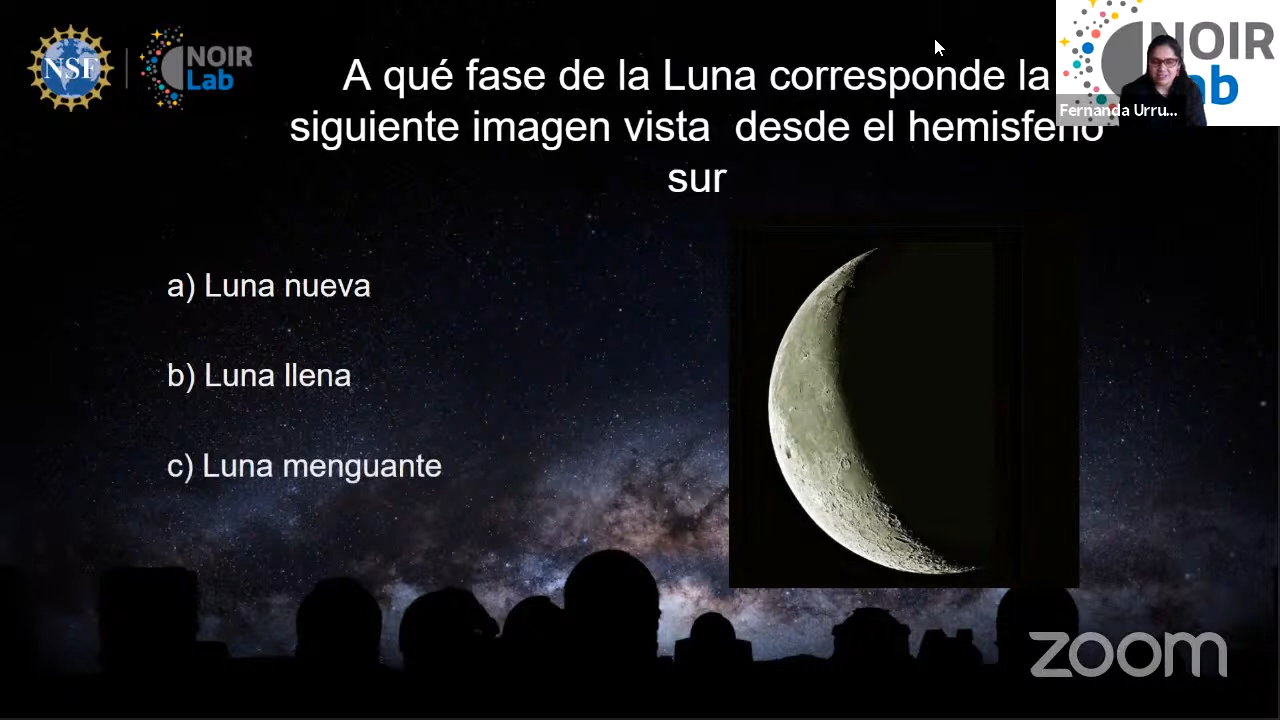 NSF
NOIR
Lab
A qué fase de la Luna corresponde la
siguiente imagen vista desde el hemisferio
sur
NOIR
ab
Fernanda Urru...
a) Luna nueva
b) Luna llena
c) Luna menguante
zoom